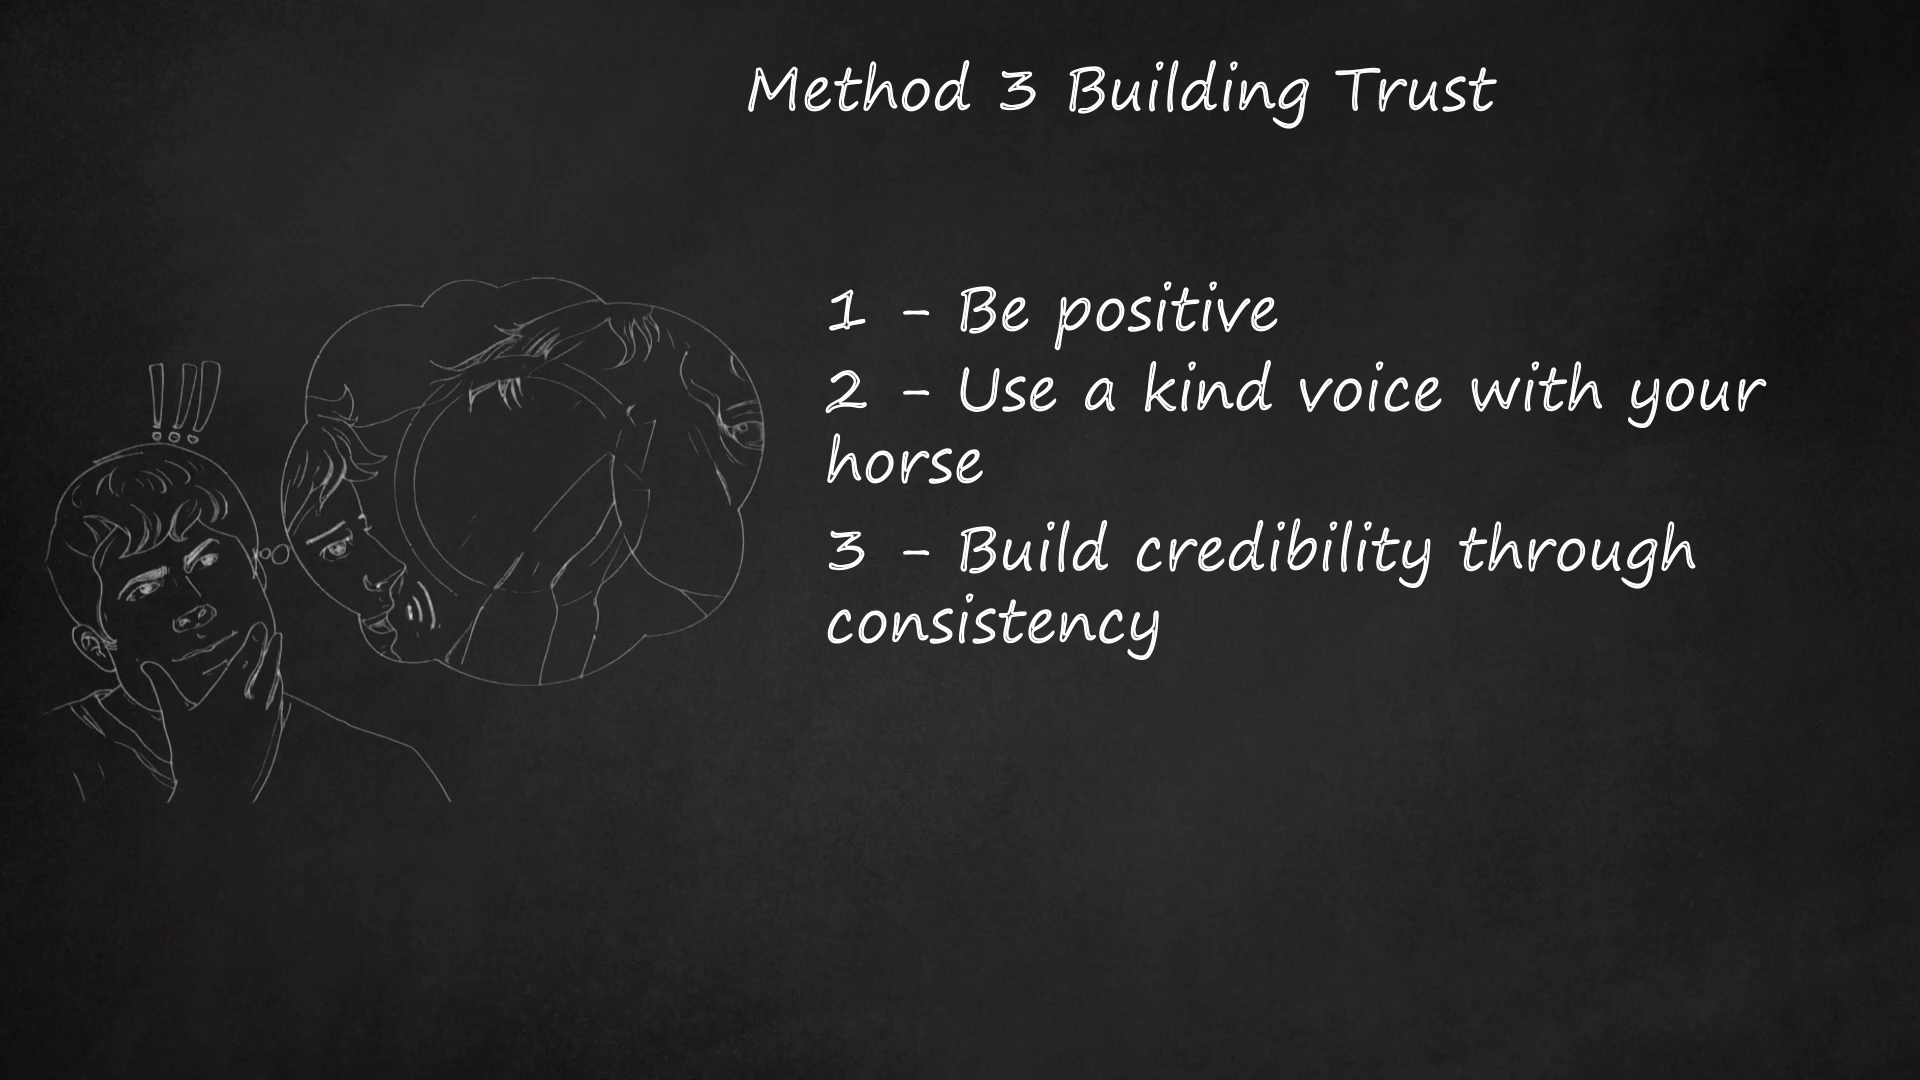 Method 3 Building Trust
!!!
1 - Be positive
2 - Use a kind voice with your
horse
3 - Build credibility through
consistency